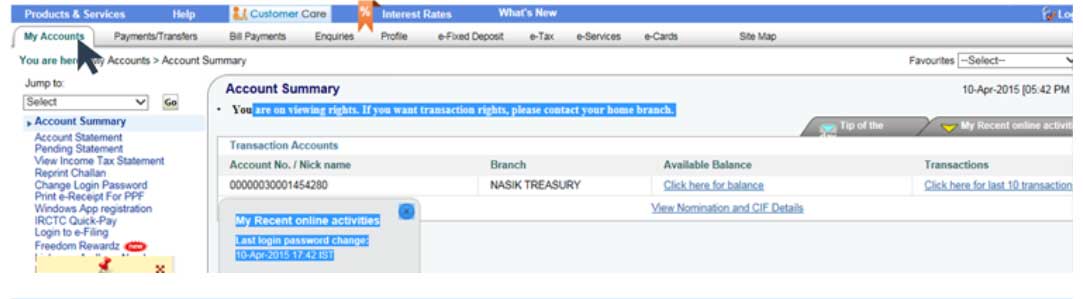 Products & Services Help Customer Care % Interest Rates What's New
My Accounts Payments/Transfers Bill Payments Enquiries Profile e-Fixed Deposit e-Tax e-Services e-Cards Site Map
You are here: My Accounts > Account Summary Favourites --Select--
Jump to:
Select Go
Account Summary
Account Statement
Pending Statement
View Income Tax Statement
Reprint Challan
Change Login Password
Print e-Receipt For PPF
Windows App registration
IRCTC Quick-Pay
Login to e-Filing
Freedom Rewardz new
Account Summary 10-Apr-2015 [05:42 PM
You are on viewing rights. If you want transaction rights, please contact your home branch.
Tip of the My Recent online activiti
Transaction Accounts
Account No. / Nick name Branch Available Balance Transactions
00000030001454280 NASIK TREASURY Click here for balance Click here for last 10 transaction
View Nomination and CIF Details
My Recent online activities
Last login password change:
10-Apr-2015 17:42 IST